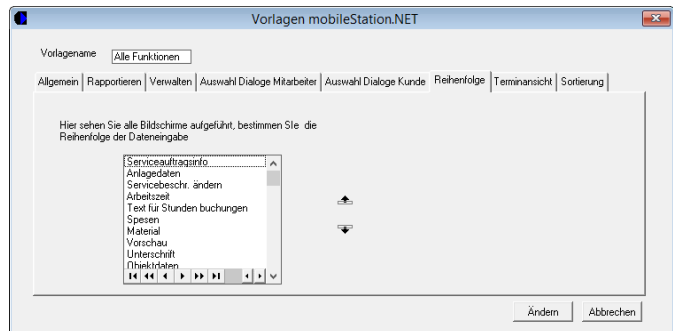 Vorlagen mobileStation.NET
Vorlagename
Alle Funktionen
Allgemein Rapportieren Verwalten Auswahl Dialoge Mitarbeiter Auswahl Dialoge Kunde Reihenfolge Terminansicht Sortierung
Hier sehen Sie alle Bildschirme aufgeführt, bestimmen SIe die
Reihenfolge der Dateneingabe
Serviceauftragsinfo
Anlagedaten
Servicebeschr. ändern
Arbeitszeit
Text für Stunden buchungen
Spesen
Material
Vorschau
Unterschrift
Objektdaten
Ändern Abbrechen